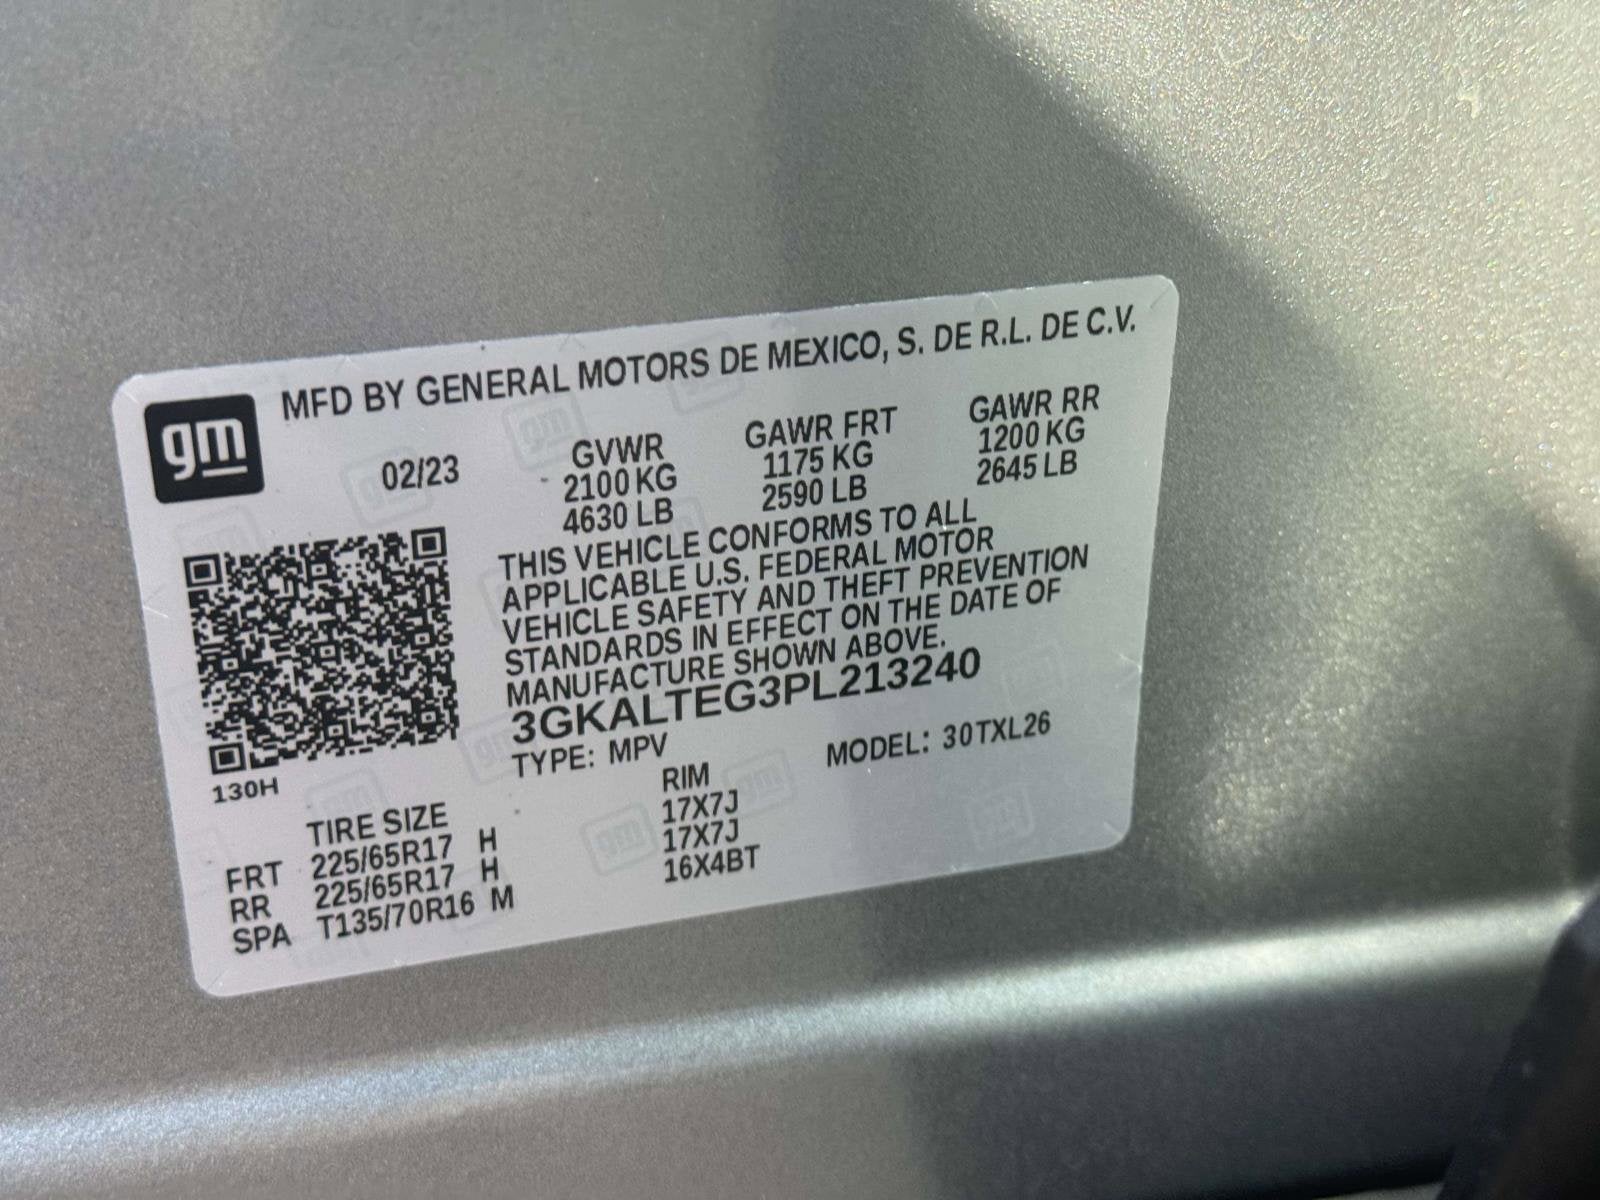 gm
MFD BY GENERAL MOTORS DE MEXICO, S. DE R.L. DE C.V.
02/23 GVWR GAWR FRT GAWR RR
2100 KG 1175 KG 1200 KG
4630 LB 2590 LB 2645 LB
THIS VEHICLE CONFORMS TO ALL
APPLICABLE U.S. FEDERAL MOTOR
VEHICLE SAFETY AND THEFT PREVENTION
STANDARDS IN EFFECT ON THE DATE OF
MANUFACTURE SHOWN ABOVE.
3GKALTEG3PL213240
TYPE: MPV MODEL: 30TXL26
130H
TIRE SIZE RIM
FRT 225/65R17 H 17X7J
RR 225/65R17 H 17X7J
SPA T135/70R16 M 16X4BT